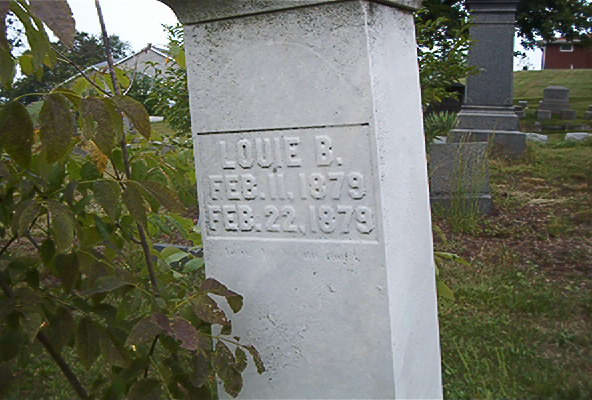 LOUIE B.
FEB. 11, 1879
FEB. 22, 1879